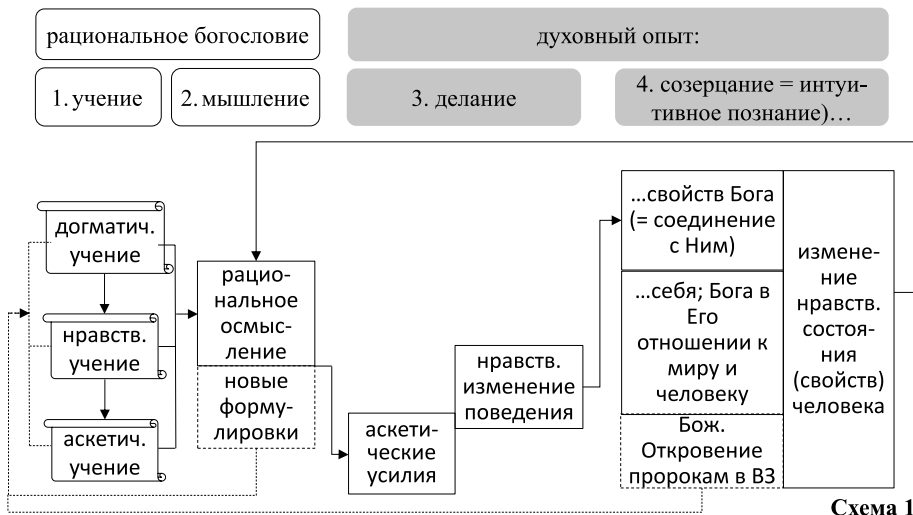 рациональное богословие
духовный опыт:
1. учение
2. мышление
3. делание
4. созерцание = интуи-
тивное познание)…
догматич.
учение
нравств.
учение
аскетич.
учение
рацио-
нальное
осмыс-
ление
новые
форму-
лировки
аскети-
ческие
усилия
нравств.
изменение
поведения
...свойств Бога
(= соединение
с Ним)
...себя; Бога в
Его
отношении к
миру и
человеку
Бож.
Откровение
пророкам в ВЗ
измене-
ние
нравств.
состоя-
ния
(свойств)
человека
Схема 1